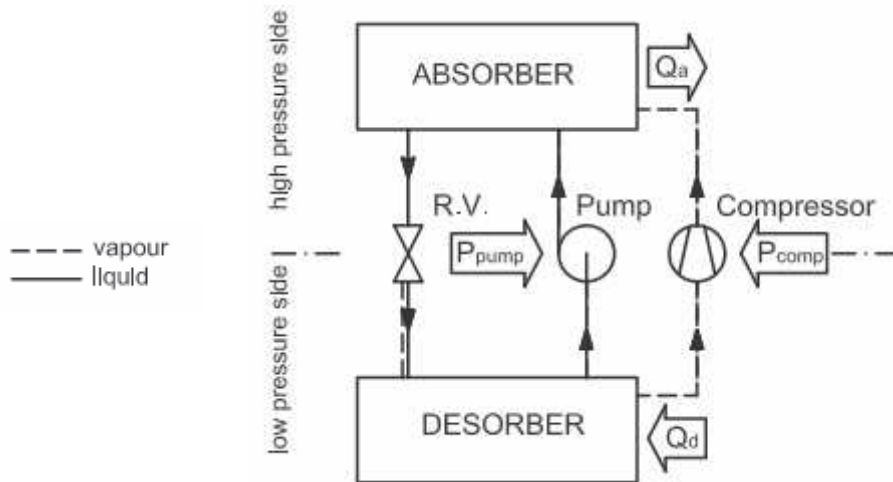 high pressure side
ABSORBER
Qa
R.V.
Pump
Compressor
vapour
liquid
Ppump
Pcomp
low pressure side
DESORBER
Qd